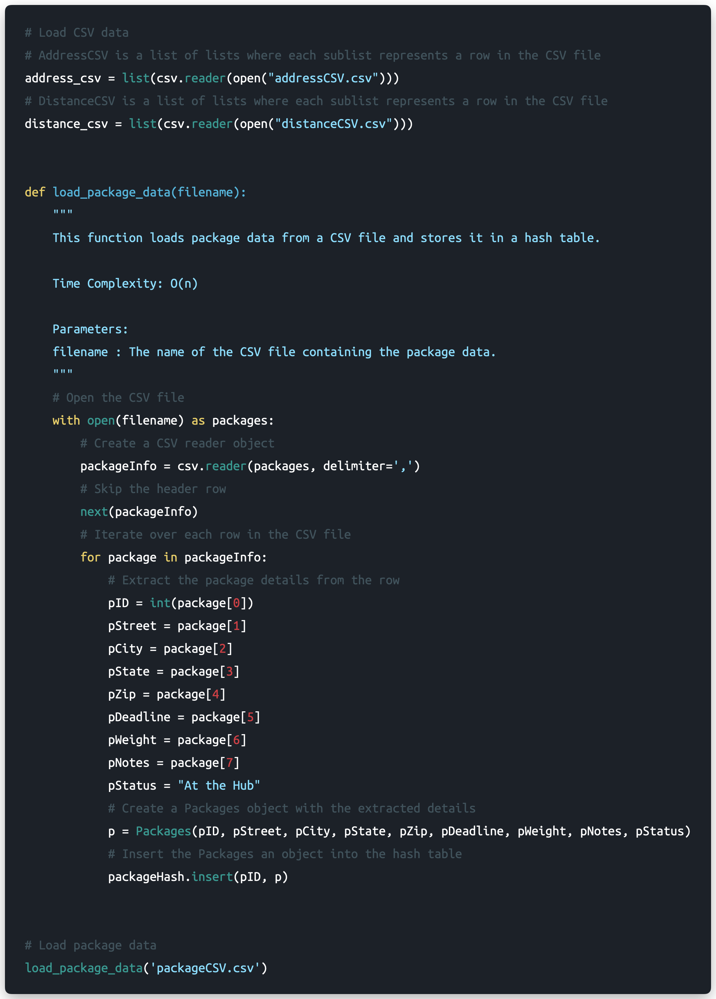 # Load CSV data
# AddressCSV is a list of lists where each sublist represents a row in the CSV file
address_csv = list(csv.reader(open("addressCSV.csv")))
# DistanceCSV is a list of lists where each sublist represents a row in the CSV file
distance_csv = list(csv.reader(open("distanceCSV.csv")))
def load_package_data(filename):
    """
    This function loads package data from a CSV file and stores it in a hash table.
    Time Complexity: O(n)
    Parameters:
    filename : The name of the CSV file containing the package data.
    """
    # Open the CSV file
    with open(filename) as packages:
        # Create a CSV reader object
        packageInfo = csv.reader(packages, delimiter=',')
        # Skip the header row
        next(packageInfo)
        # Iterate over each row in the CSV file
        for package in packageInfo:
            # Extract the package details from the row
            pID = int(package[0])
            pStreet = package[1]
            pCity = package[2]
            pState = package[3]
            pZip = package[4]
            pDeadline = package[5]
            pWeight = package[6]
            pNotes = package[7]
            pStatus = "At the Hub"
            # Create a Packages object with the extracted details
            p = Packages(pID, pStreet, pCity, pState, pZip, pDeadline, pWeight, pNotes, pStatus)
            # Insert the Packages an object into the hash table
            packageHash.insert(pID, p)
# Load package data
load_package_data('packageCSV.csv')